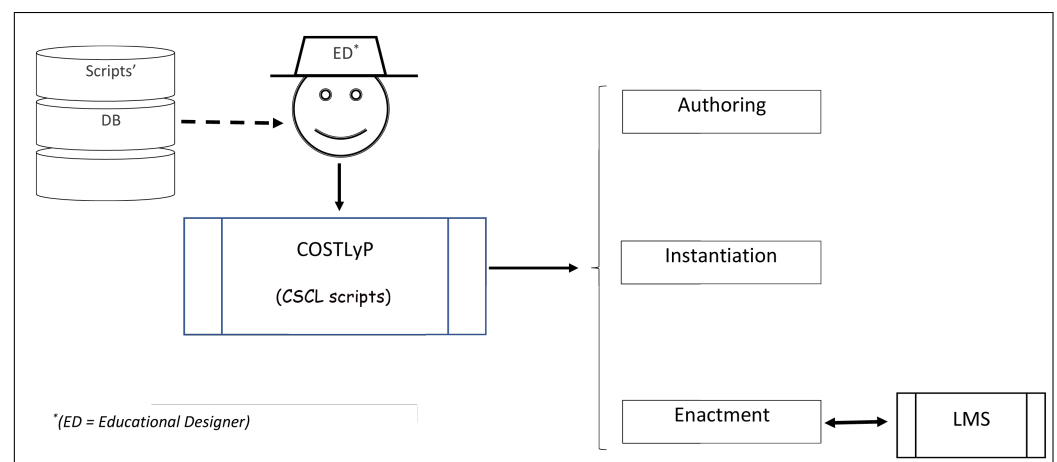 Scripts’
DB
ED*
COSTLyP
(CSCL scripts)
Authoring
Instantiation
Enactment
LMS
*(ED = Educational Designer)